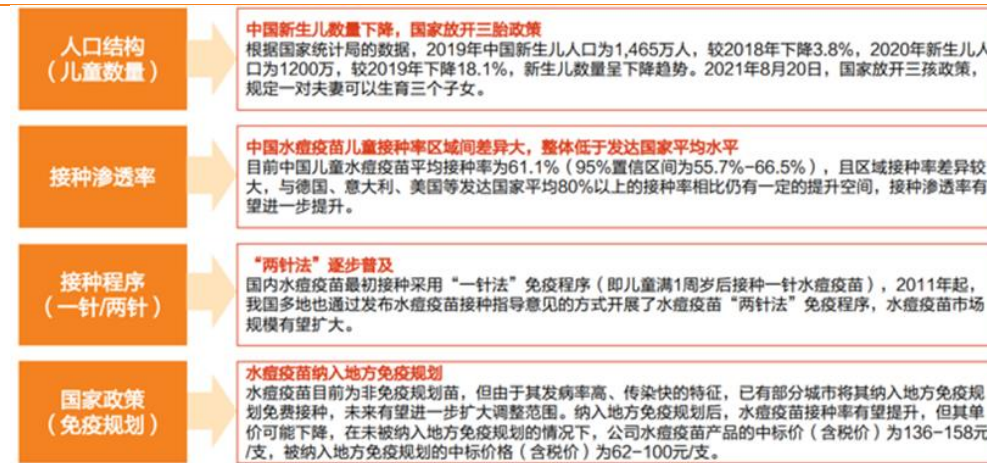 人口结构
（儿童数量）
中国新生儿数量下降，国家放开三胎政策
根据国家统计局的数据，2019年中国新生儿人口为1,465万人，较2018年下降3.8%，2020年新生儿人
口为1200万，较2019年下降18.1%，新生儿数量呈下降趋势。2021年8月20日，国家放开三孩政策，
规定一对夫妻可以生育三个子女。
接种渗透率
中国水痘疫苗儿童接种率区域间差异大，整体低于发达国家平均水平
目前中国儿童水痘疫苗平均接种率为61.1%（95%置信区间为55.7%-66.5%），且区域接种率差异较
大，与德国、意大利、美国等发达国家平均80%以上的接种率相比仍有一定的提升空间，接种渗透率有
望进一步提升。
接种程序
（一针/两针）
“两针法”逐步普及
国内水痘疫苗最初接种采用“一针法”免疫程序（即儿童满1周岁后接种一针水痘疫苗），2011年起，
我国多地也通过发布水痘疫苗接种指导意见的方式开展了水痘疫苗“两针法”免疫程序，水痘疫苗市场
规模有望扩大。
国家政策
（免疫规划）
水痘疫苗纳入地方免疫规划
水痘疫苗目前为非免疫规划苗，但由于其发病率高、传染快的特征，已有部分城市将其纳入地方免疫规
划免费接种，未来有望进一步扩大调整范围。纳入地方免疫规划后，水痘疫苗接种率有望提升，但其单
价可能下降，在未被纳入地方免疫规划的情况下，公司水痘疫苗产品的中标价（含税价）为136-158元
/支，被纳入地方免疫规划的中标价格（含税价）为62-100元/支。